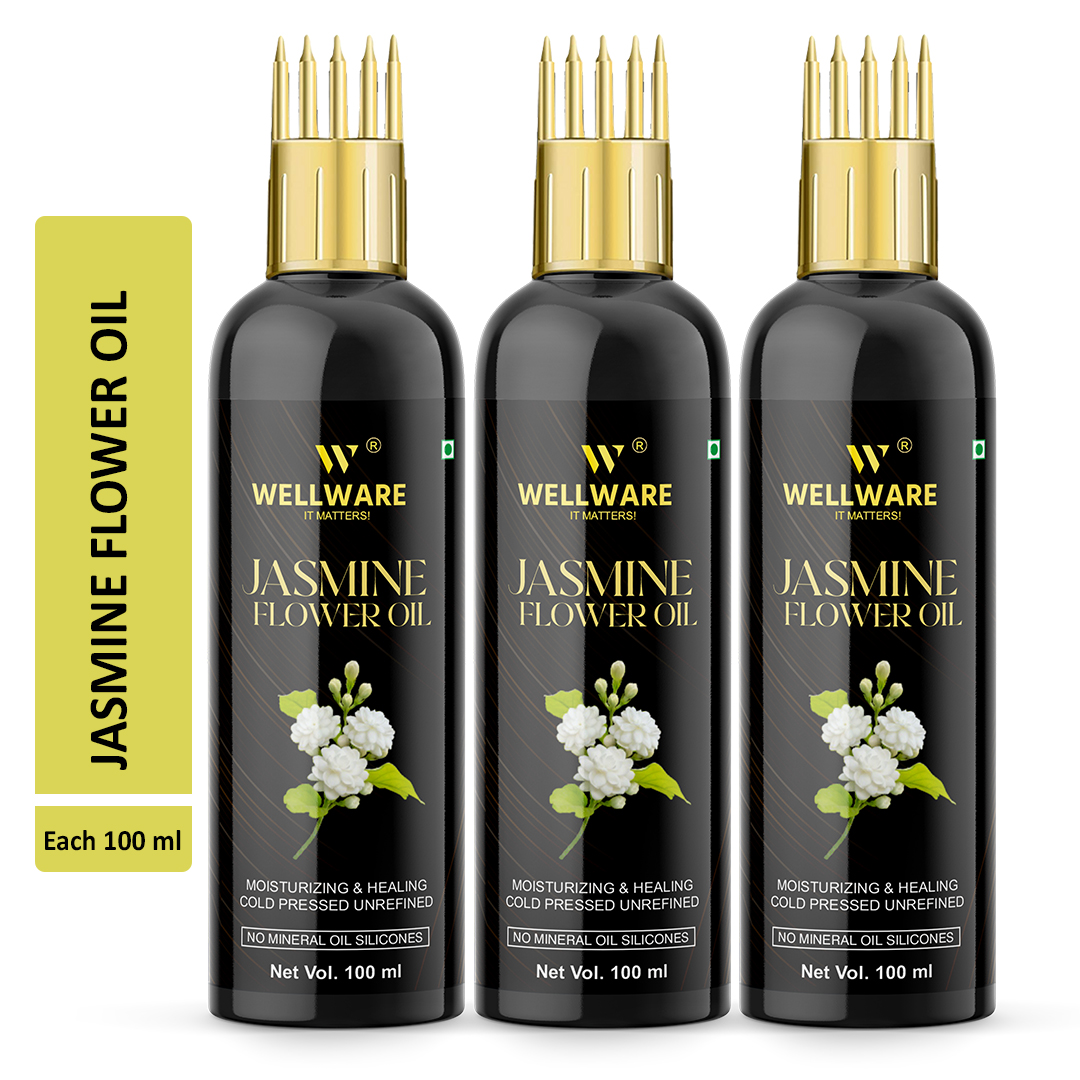 JASMINE FLOWER OIL
Each 100 ml
W ®
WELLWARE
IT MATTERS!
JASMINE
FLOWER OIL
MOISTURIZING & HEALING
COLD PRESSED UNREFINED
NO MINERAL OIL SILICONES
Net Vol. 100 ml
W ®
WELLWARE
IT MATTERS!
JASMINE
FLOWER OIL
MOISTURIZING & HEALING
COLD PRESSED UNREFINED
NO MINERAL OIL SILICONES
Net Vol. 100 ml
W ®
WELLWARE
IT MATTERS!
JASMINE
FLOWER OIL
MOISTURIZING & HEALING
COLD PRESSED UNREFINED
NO MINERAL OIL SILICONES
Net Vol. 100 ml